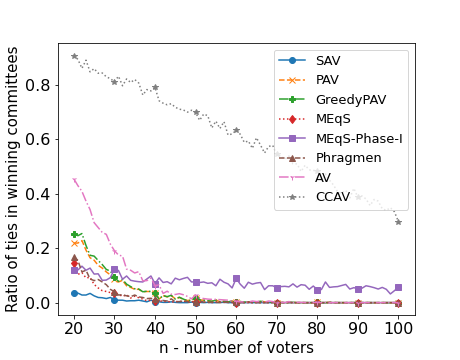 Ratio of ties in winning committees
0.8
0.6
0.4
0.2
0.0
SAV
PAV
GreedyPAV
MEqS
MEqS-Phase-I
Phragmen
AV
CCAV
20 30 40 50 60 70 80 90 100
n - number of voters